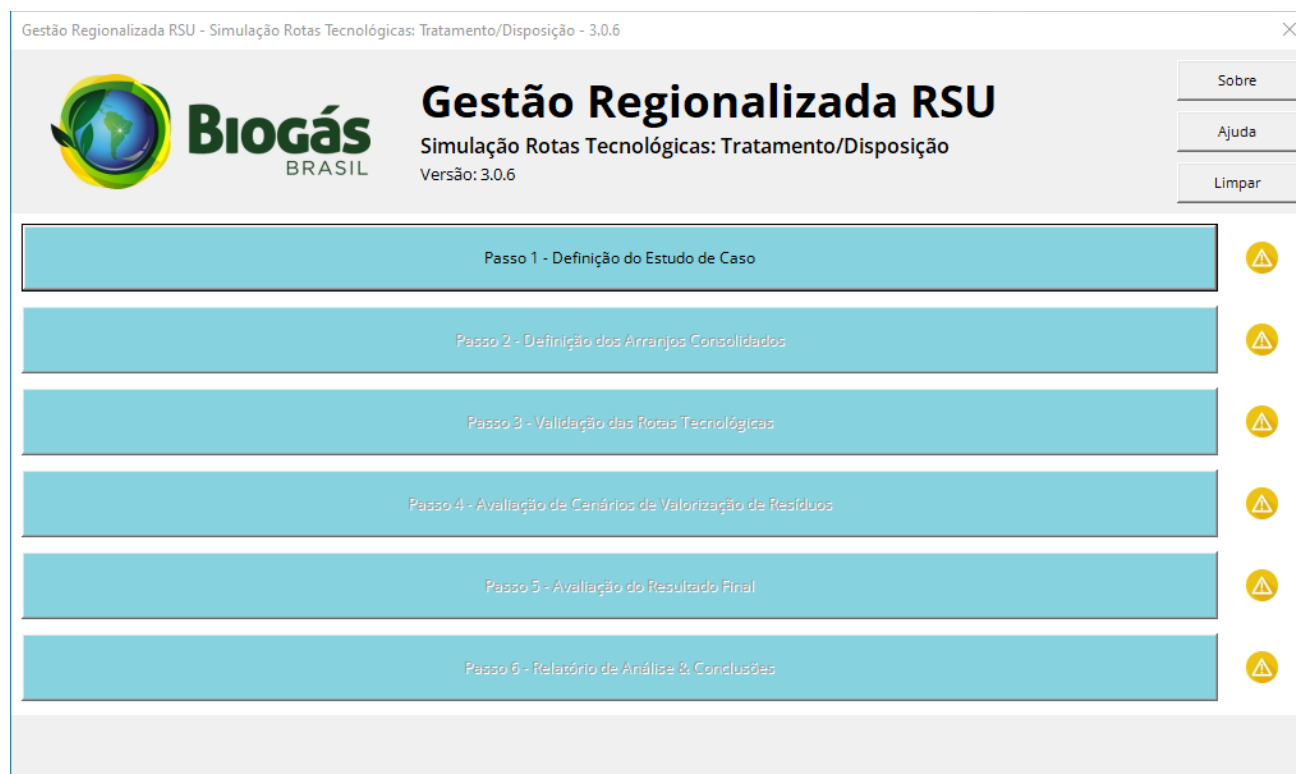 Gestão Regionalizada RSU - Simulação Rotas Tecnológicas: Tratamento/Disposição - 3.0.6
BIOGÁS
BRASIL
Gestão Regionalizada RSU
Simulação Rotas Tecnológicas: Tratamento/Disposição
Versão: 3.0.6
Sobre
Ajuda
Limpar
Passo 1 - Definição do Estudo de Caso
Passo 2 - Definição dos Arranjos Consolidados
Passo 3 - Validação das Rotas Tecnológicas
Passo 4 - Avaliação de Cenários de Valorização de Resíduos
Passo 5 - Avaliação do Resultado Final
Passo 6 - Relatório de Análise & Conclusões